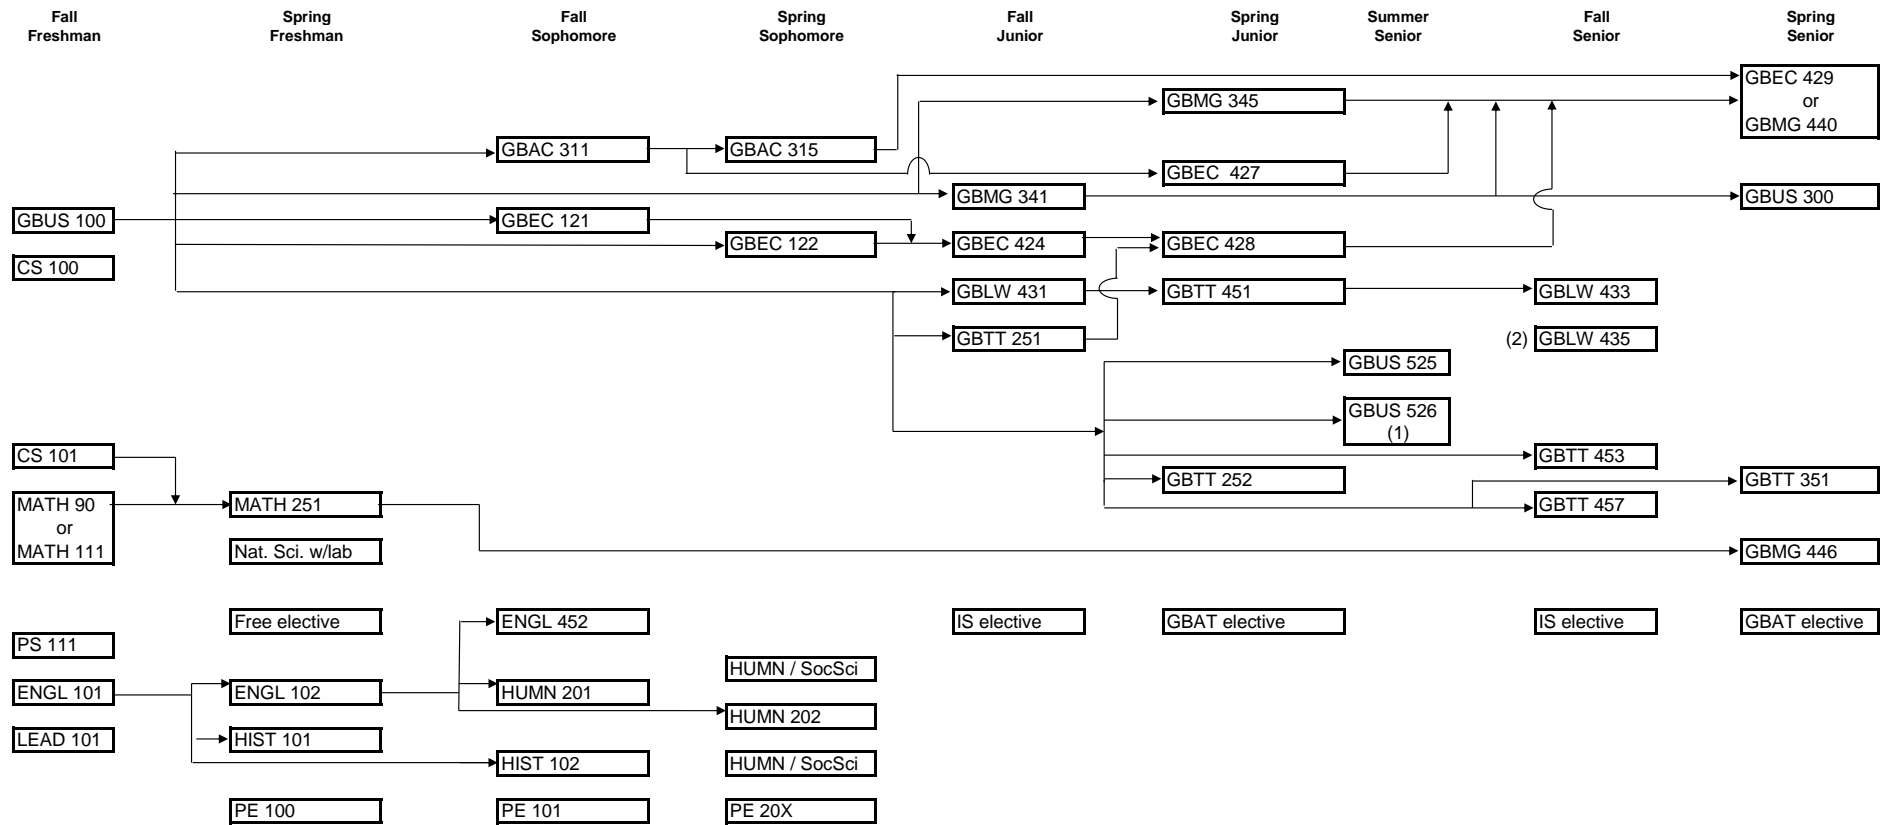 Fall Freshman
Spring Freshman
Fall Sophomore
Spring Sophomore
Fall Junior
Spring Junior
Summer Senior
Fall Senior
Spring Senior
GBEC 429
or
GBMG 440
GBMG 345
GBAC 311
GBAC 315
GBEC 427
GBMG 341
GBUS 300
GBUS 100
GBEC 121
GBEC 122
GBEC 424
GBEC 428
CS 100
GBLW 431
GBTT 451
GBLW 433
GBTT 251
(2) GBLW 435
GBUS 525
GBUS 526
(1)
CS 101
GBTT 453
GBTT 252
GBTT 351
MATH 90
or
MATH 111
MATH 251
GBTT 457
Nat. Sci. w/lab
GBMG 446
Free elective
ENGL 452
IS elective
GBAT elective
IS elective
GBAT elective
PS 111
HUMN / SocSci
ENGL 101
ENGL 102
HUMN 201
HUMN 202
LEAD 101
HIST 101
HIST 102
HUMN / SocSci
PE 100
PE 101
PE 20X